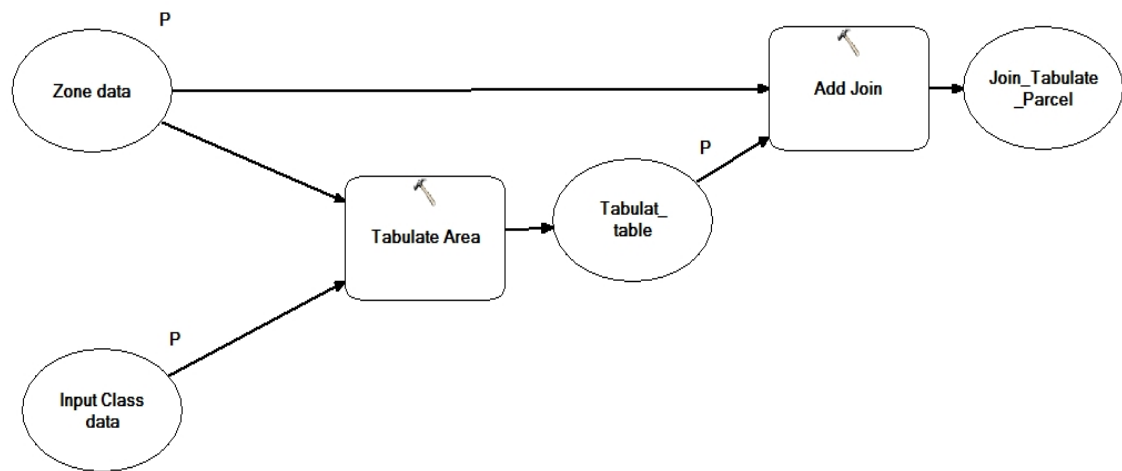 P
Zone data
Add Join
Join_Tabulate
_Parcel
P
Tabulate Area
Tabulat_
table
P
Input Class
data